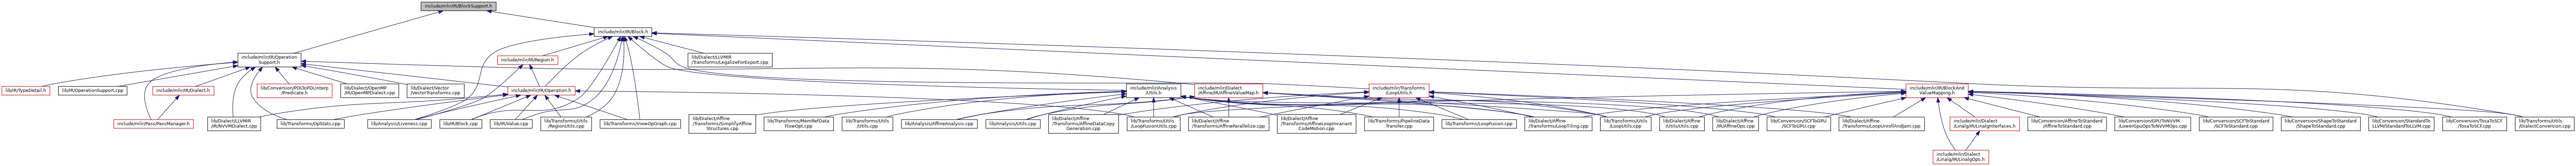 include/mlir/IR/BlockSupport.h
include/mlir/IR/Block.h
include/mlir/IR/Operation
Support.h
include/mlir/IR/Region.h
lib/Dialect/LLVMIR
/Transforms/LegalizeForExport.cpp
lib/IR/TypeDetail.h
lib/IR/OperationSupport.cpp
include/mlir/IR/Dialect.h
lib/Conversion/PDLToPDLInterp
/Predicate.h
lib/Dialect/OpenMP
/IR/OpenMPDialect.cpp
lib/Dialect/Vector
/VectorTransforms.cpp
include/mlir/IR/Operation.h
include/mlir/Analysis
/Utils.h
include/mlir/Dialect
/Affine/IR/AffineValueMap.h
include/mlir/Transforms
/LoopUtils.h
include/mlir/IR/BlockAnd
ValueMapping.h
include/mlir/Pass/PassManager.h
lib/Dialect/LLVMIR
/IR/NVVMDialect.cpp
lib/Transforms/OpStats.cpp
lib/Analysis/Liveness.cpp
lib/IR/Block.cpp
lib/IR/Value.cpp
lib/Transforms/Utils
/RegionUtils.cpp
lib/Transforms/ViewOpGraph.cpp
lib/Dialect/Affine
/Transforms/SimplifyAffine
Structures.cpp
lib/Transforms/MemRefData
FlowOpt.cpp
lib/Transforms/Utils
/Utils.cpp
lib/Analysis/AffineAnalysis.cpp
lib/Analysis/Utils.cpp
lib/Dialect/Affine
/Transforms/AffineDataCopy
Generation.cpp
lib/Transforms/Utils
/LoopFusionUtils.cpp
lib/Dialect/Affine
/Transforms/AffineParallelize.cpp
lib/Dialect/Affine
/Transforms/AffineLoopInvariant
CodeMotion.cpp
lib/Transforms/PipelineData
Transfer.cpp
lib/Transforms/LoopFusion.cpp
lib/Dialect/Affine
/Transforms/LoopTiling.cpp
lib/Transforms/Utils
/LoopUtils.cpp
lib/Dialect/Affine
/Utils/Utils.cpp
lib/Dialect/Affine
/IR/AffineOps.cpp
lib/Conversion/SCFToGPU
/SCFToGPU.cpp
lib/Dialect/Affine
/Transforms/LoopUnrollAndJam.cpp
include/mlir/Dialect
/Linalg/IR/LinalgInterfaces.h
lib/Conversion/AffineToStandard
/AffineToStandard.cpp
lib/Conversion/GPUToNVVM
/LowerGpuOpsToNVVMOps.cpp
lib/Conversion/SCFToStandard
/SCFToStandard.cpp
lib/Conversion/ShapeToStandard
/ShapeToStandard.cpp
lib/Conversion/StandardTo
LLVM/StandardToLLVM.cpp
lib/Conversion/TosaToSCF
/TosaToSCF.cpp
lib/Transforms/Utils
/DialectConversion.cpp
include/mlir/Dialect
/Linalg/IR/LinalgOps.h